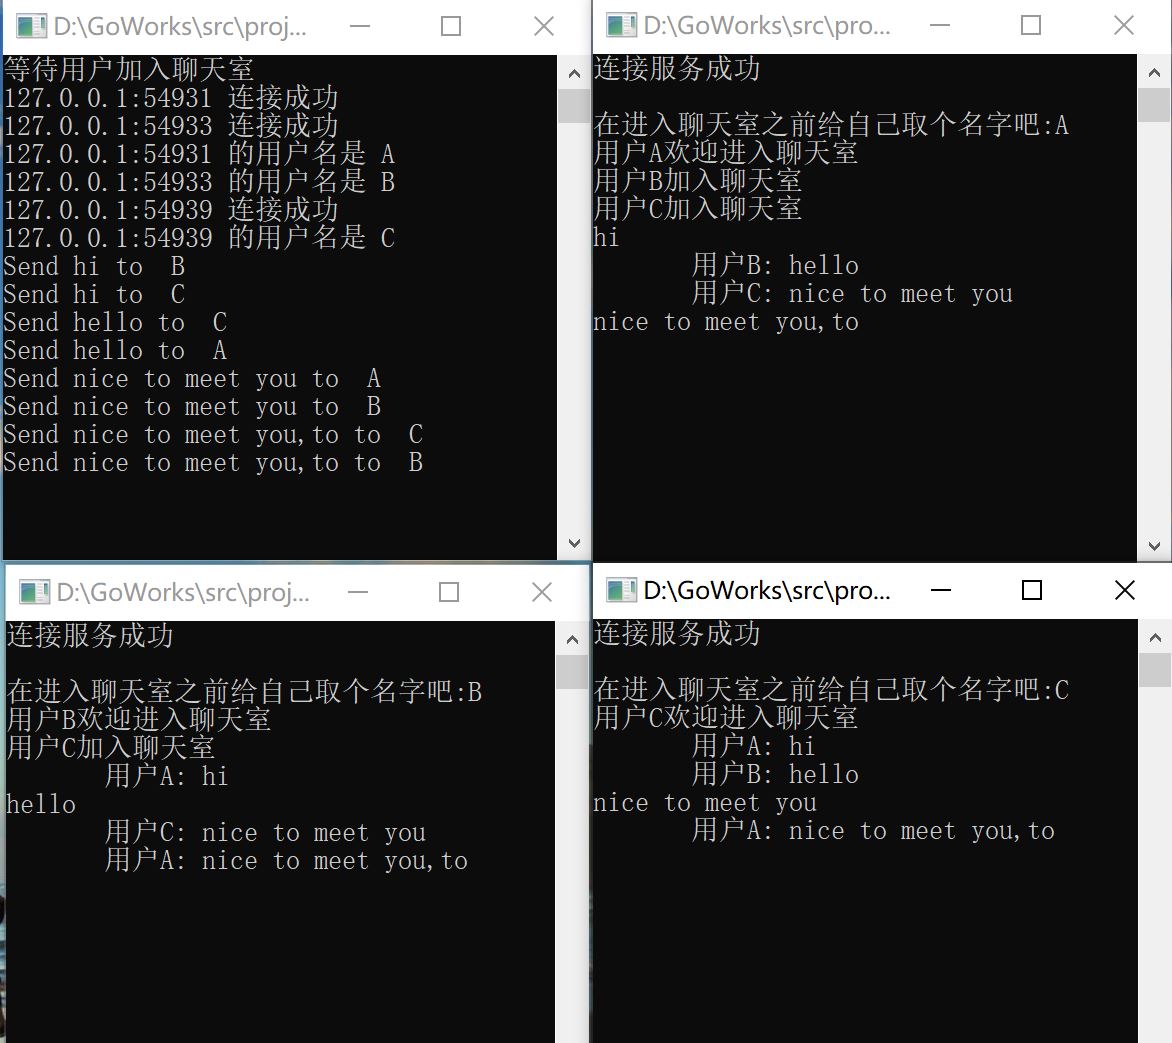 D:\GoWorks\src\proj...
等待用户加入聊天室
127.0.0.1:54931 连接成功
127.0.0.1:54933 连接成功
127.0.0.1:54931 的用户名是 A
127.0.0.1:54933 的用户名是 B
127.0.0.1:54939 连接成功
127.0.0.1:54939 的用户名是 C
Send hi to  B
Send hi to  C
Send hello to  C
Send hello to  A
Send nice to meet you to  A
Send nice to meet you to  B
Send nice to meet you,to to  C
Send nice to meet you,to to  B
D:\GoWorks\src\pro...
连接服务成功
在进入聊天室之前给自己取个名字吧:A
用户A欢迎进入聊天室
用户B加入聊天室
用户C加入聊天室
hi
用户B: hello
用户C: nice to meet you
nice to meet you,to
D:\GoWorks\src\proj...
连接服务成功
在进入聊天室之前给自己取个名字吧:B
用户B欢迎进入聊天室
用户C加入聊天室
用户A: hi
hello
用户C: nice to meet you
用户A: nice to meet you,to
D:\GoWorks\src\pro...
连接服务成功
在进入聊天室之前给自己取个名字吧:C
用户C欢迎进入聊天室
用户A: hi
用户B: hello
nice to meet you
用户A: nice to meet you,to